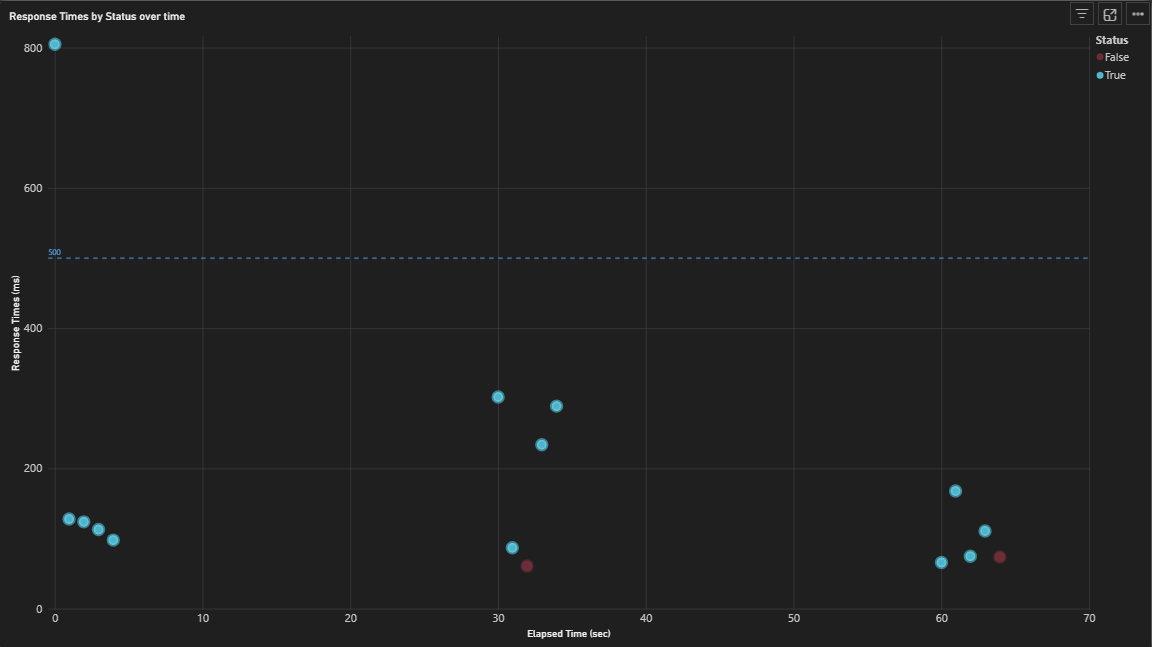 Response Times by Status over time
Status
False
True
800
600
500
400
200
0
Response Times (ms)
0 10 20 30 40 50 60 70
Elapsed Time (sec)